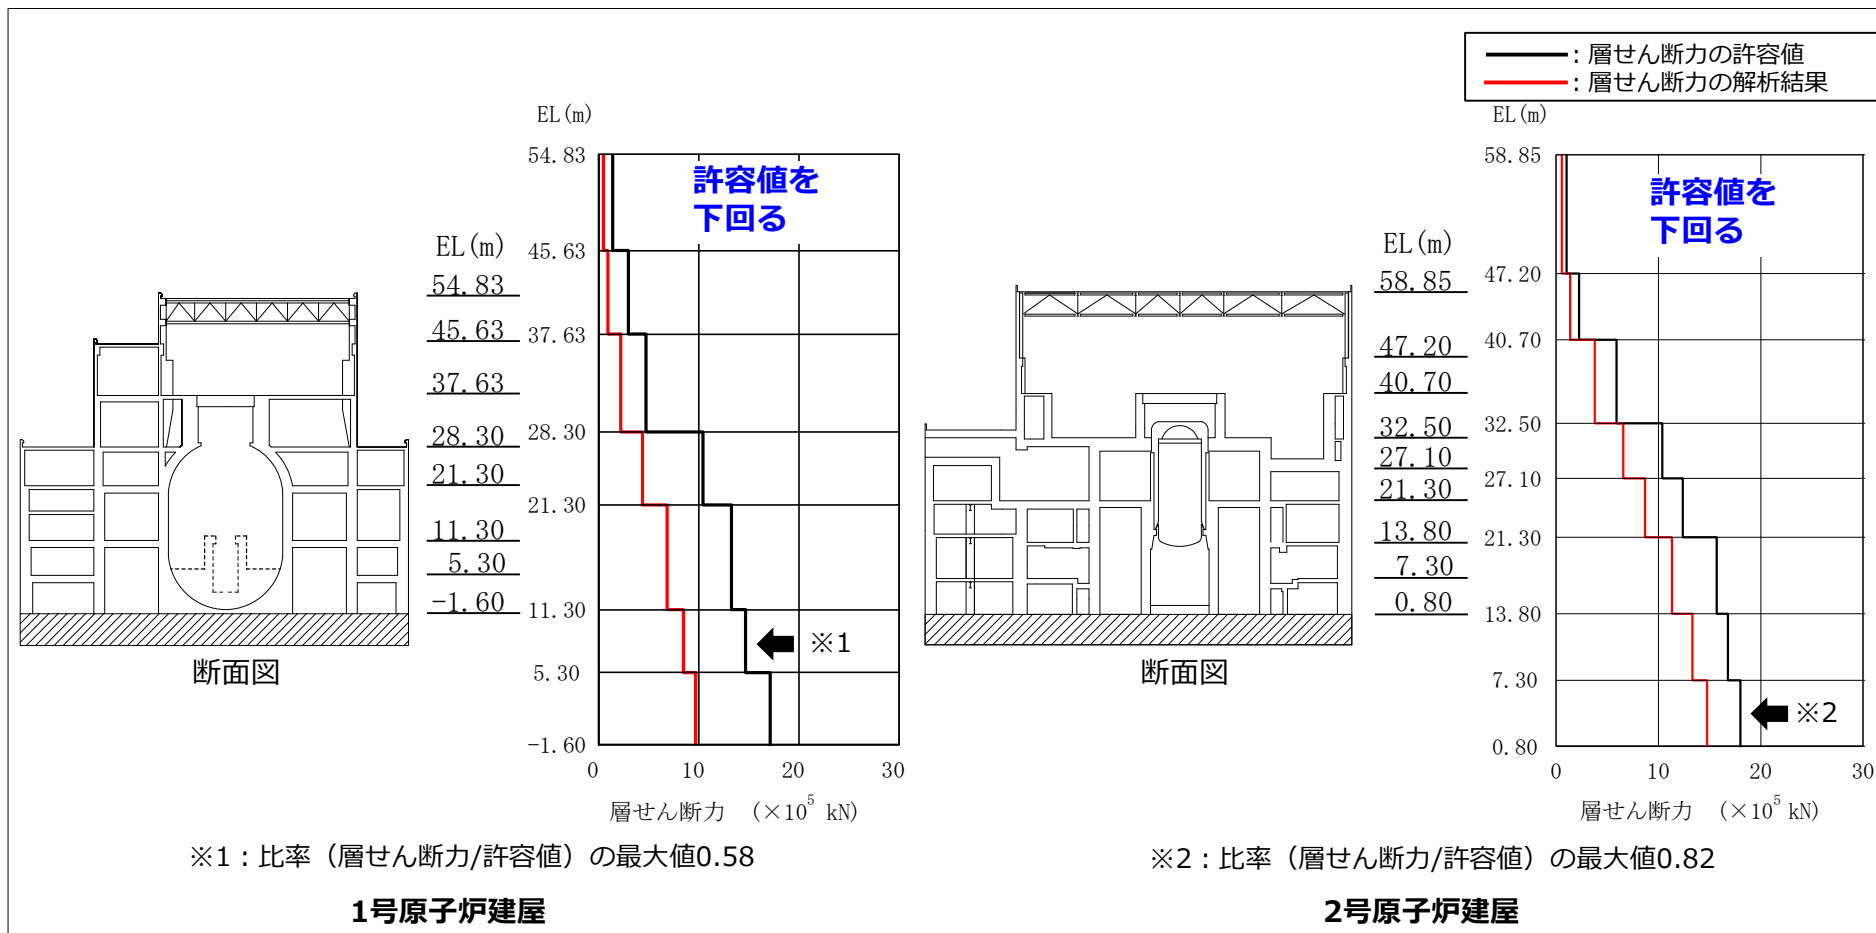 ：層せん断力の許容値
：層せん断力の解析結果
EL(m)
54.83
45.63
37.63
28.30
21.30
11.30
5.30
-1.60
断面図
EL(m)
54.83
45.63
37.63
28.30
21.30
11.30
5.30
-1.60
許容値を
下回る
※1
0 10 20 30
層せん断力 (×10⁵ kN)
※1：比率（層せん断力/許容値）の最大値0.58
1号原子炉建屋
EL(m)
58.85
47.20
40.70
32.50
27.10
21.30
13.80
7.30
0.80
断面図
EL(m)
58.85
47.20
40.70
32.50
27.10
21.30
13.80
7.30
0.80
許容値を
下回る
※2
0 10 20 30
層せん断力 (×10⁵ kN)
※2：比率（層せん断力/許容値）の最大値0.82
2号原子炉建屋